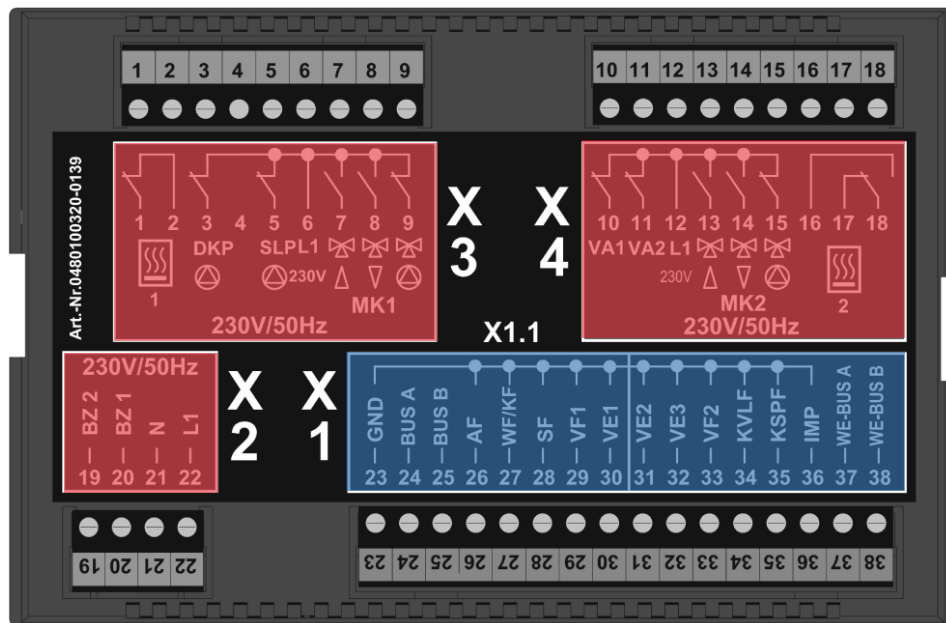 1 2 3 4 5 6 7 8 9
10 11 12 13 14 15 16 17 18
Art.-Nr.0480100320-0139
1 2 3 4 5 6 7 8 9
DKP SLP L1
230V
1
MK1
230V/50Hz
X
3
X
4
10 11 12 13 14 15 16 17 18
VA1 VA2 L1
230V
2
MK2
230V/50Hz
X1.1
230V/50Hz
BZ 2
BZ 1
N
L1
19 20 21 22
X
2
X
1
GND
BUS A
BUS B
AF
WF/KF
SF
VF1
VE1
VE2
VE3
VF2
KVLF
KSPF
IMP
WE-BUS A
WE-BUS B
23 24 25 26 27 28 29 30 31 32 33 34 35 36 37 38
19 20 21 22
23 24 25 26 27 28 29 30 31 32 33 34 35 36 37 38